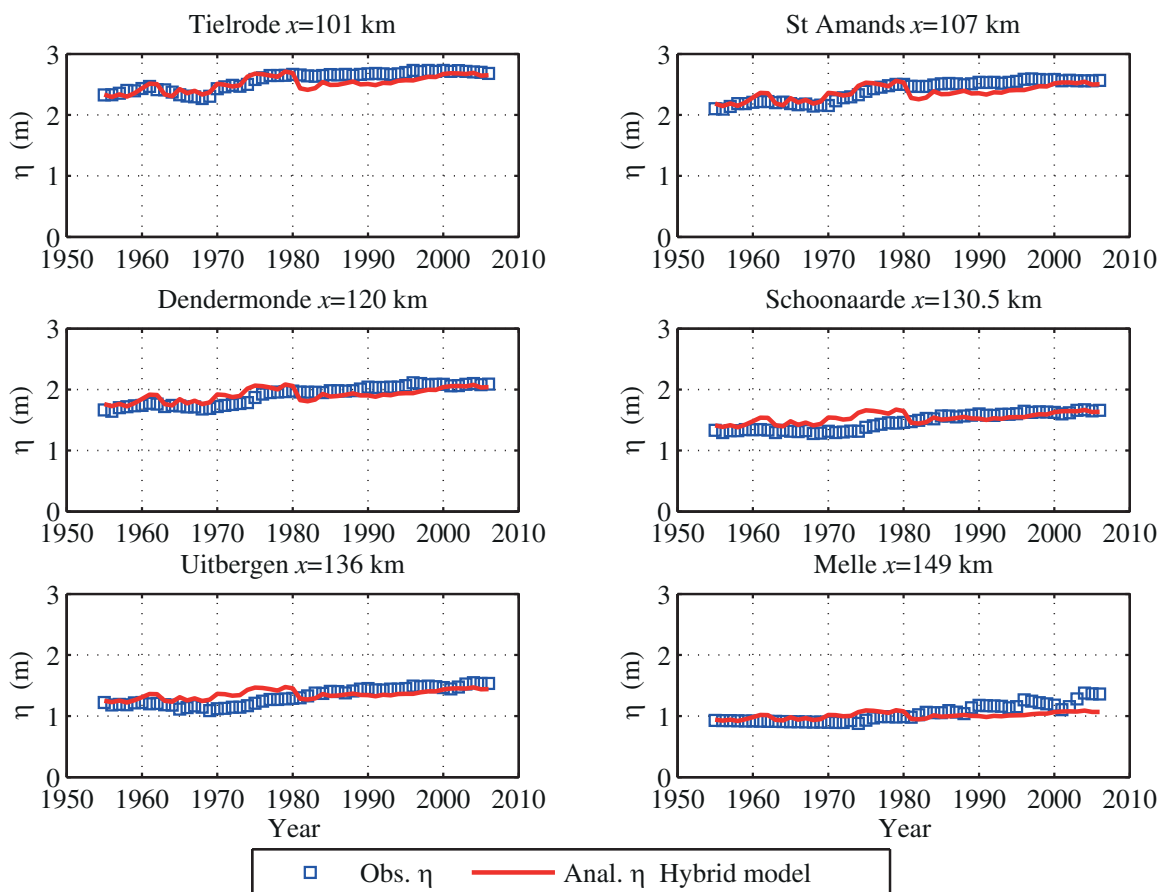 Tielrode x=101 km
St Amands x=107 km
3
2
1
0
η (m)
1950 1960 1970 1980 1990 2000 2010
3
2
1
0
η (m)
1950 1960 1970 1980 1990 2000 2010
Dendermonde x=120 km
Schoonaarde x=130.5 km
3
2
1
0
η (m)
1950 1960 1970 1980 1990 2000 2010
3
2
1
0
η (m)
1950 1960 1970 1980 1990 2000 2010
Uitbergen x=136 km
Melle x=149 km
3
2
1
0
η (m)
1950 1960 1970 1980 1990 2000 2010
Year
3
2
1
0
η (m)
1950 1960 1970 1980 1990 2000 2010
Year
Obs. η Anal. η Hybrid model